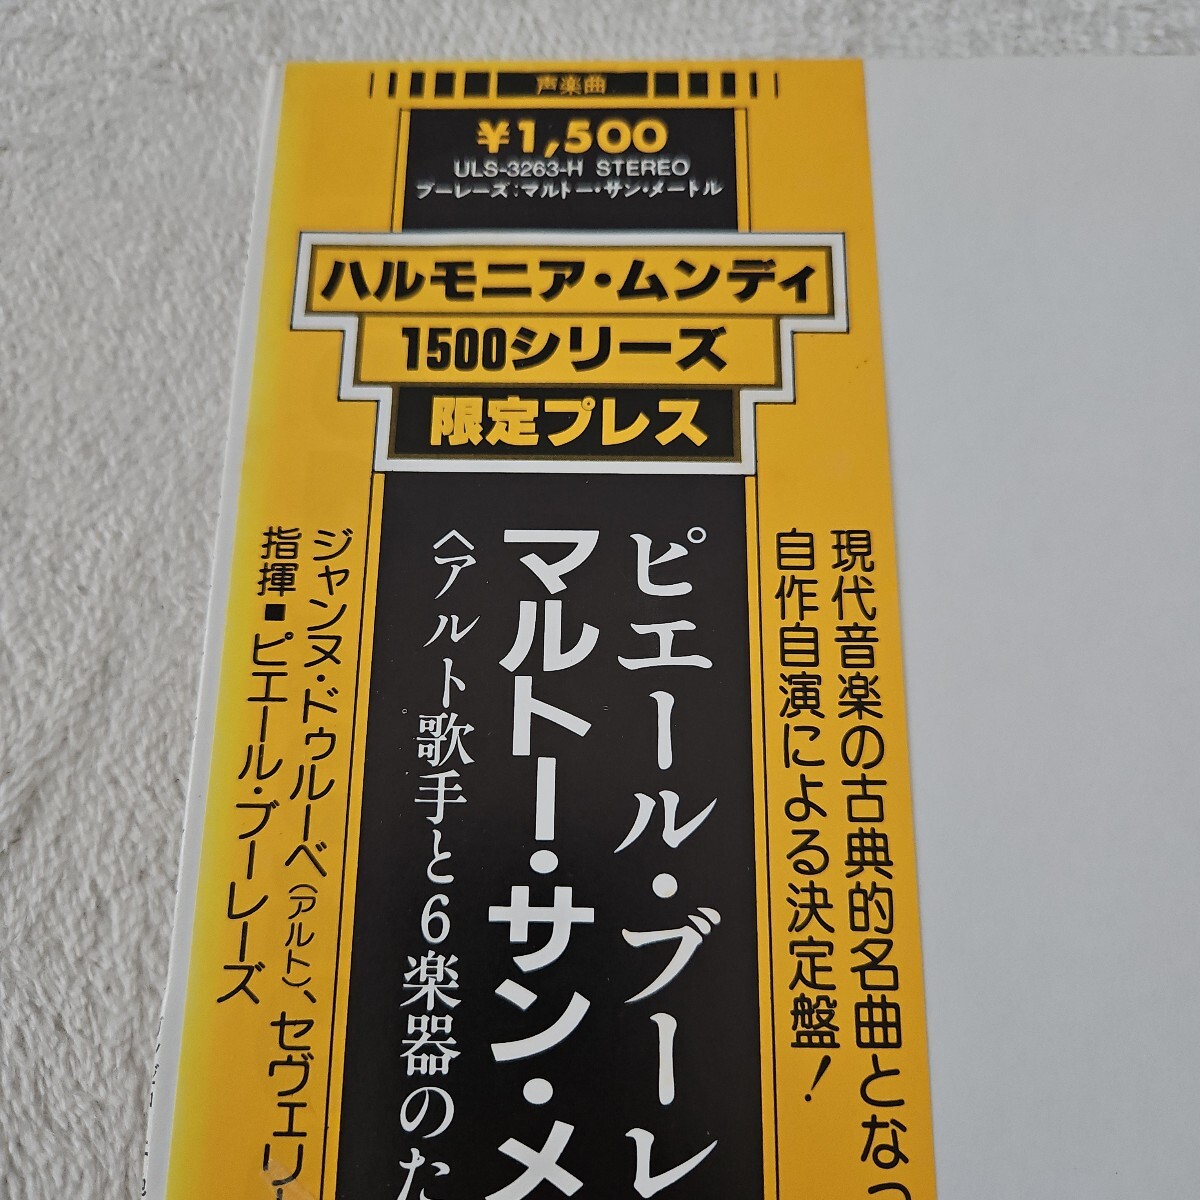 声楽曲
¥1,500
ULS-3263-H STEREO
ブーレーズ:マルトー・サン・メートル
ハルモニア・ムンディ
1500シリーズ
限定プレス
現代音楽の古典的名曲となっ
自作自演による決定盤!
ピエール・ブーレ
マルトー・サン・メ
〈アルト歌手と6楽器のた
ジャンヌ・ドゥルーベ(アルト)、セヴェリ
指揮■ピエール・ブーレーズ